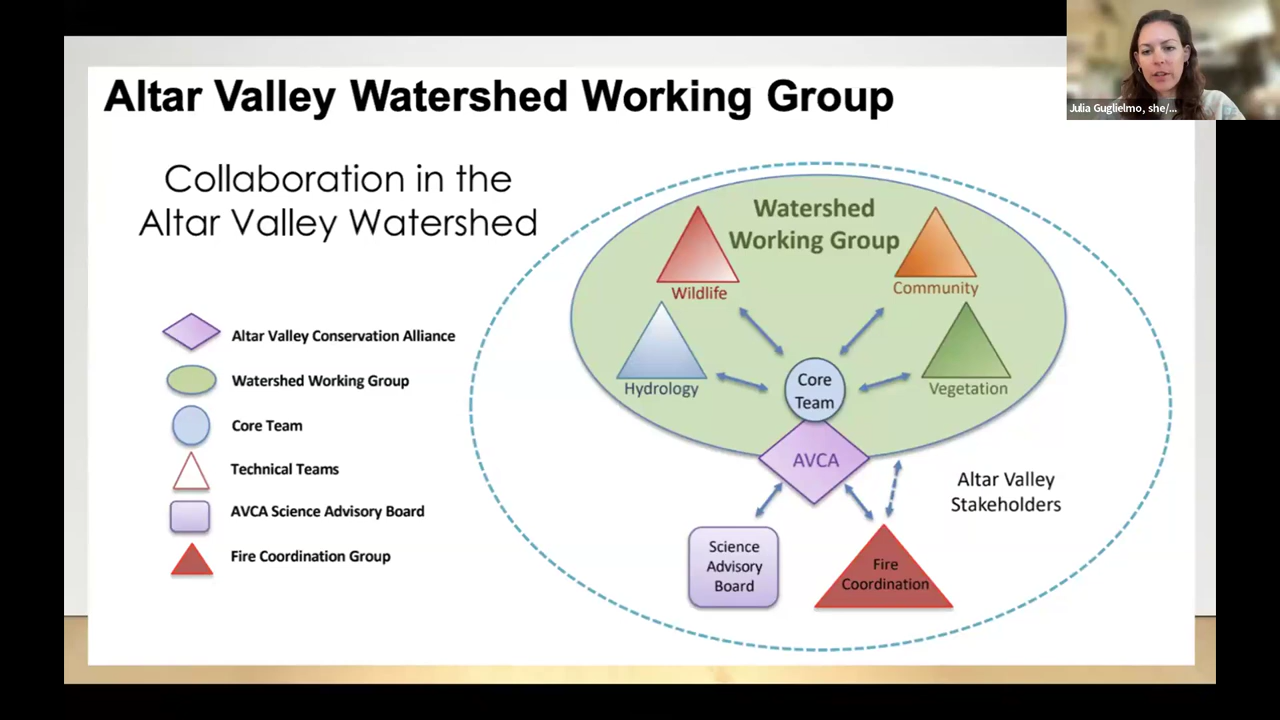 Altar Valley Watershed Working Group
Julia Guglielmo, she/...
Collaboration in the
Altar Valley Watershed
Altar Valley Conservation Alliance
Watershed Working Group
Core Team
Technical Teams
AVCA Science Advisory Board
Fire Coordination Group
Watershed
Working Group
Wildlife
Community
Hydrology
Vegetation
Core
Team
AVCA
Altar Valley
Stakeholders
Science
Advisory
Board
Fire
Coordination